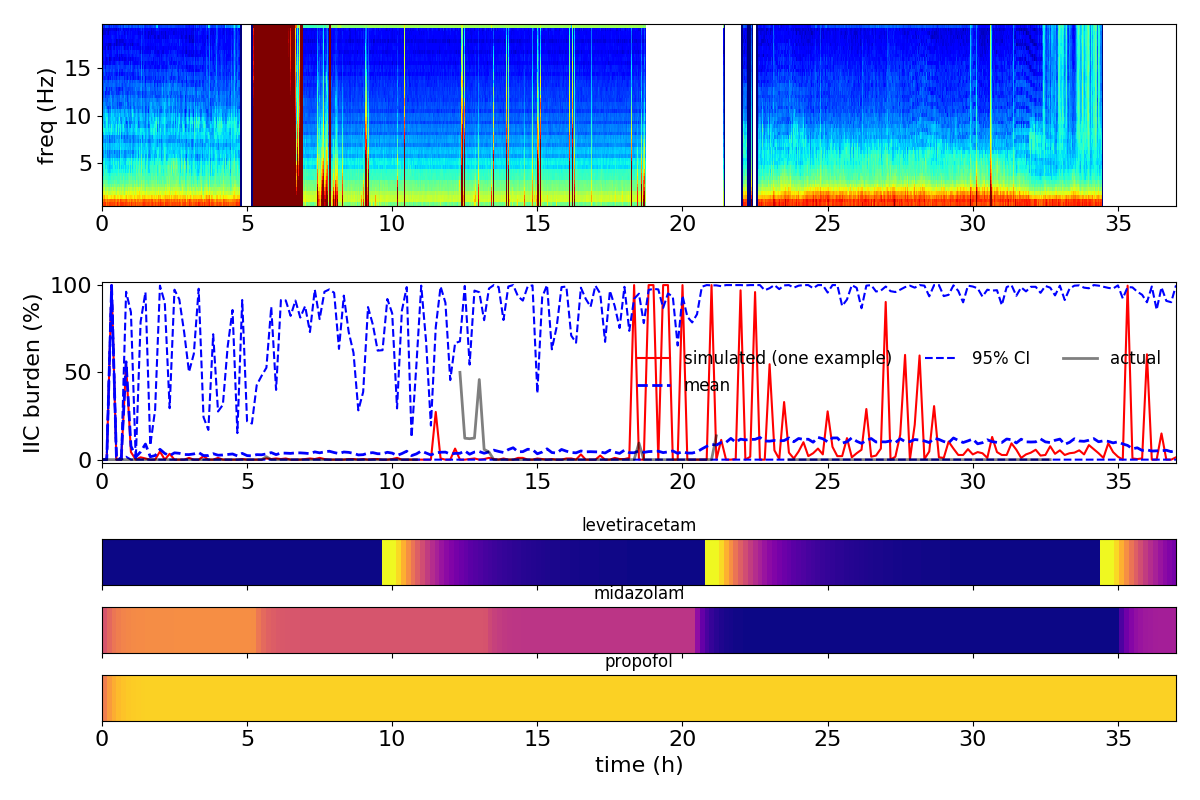 freq (Hz)
15
10
5
0 5 10 15 20 25 30 35
IIC burden (%)
100
50
0
simulated (one example) 95% CI actual
mean
0 5 10 15 20 25 30 35
levetiracetam
midazolam
propofol
0 5 10 15 20 25 30 35
time (h)